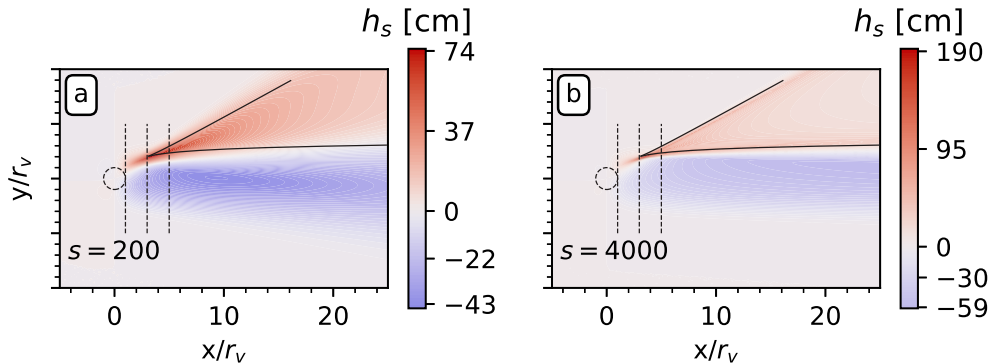 h_s [cm]
h_s [cm]
a
b
74
37
0
−22
−43
190
95
0
−30
−59
y/r_v
s = 200
s = 4000
0 10 20
0 10 20
x/r_v
x/r_v